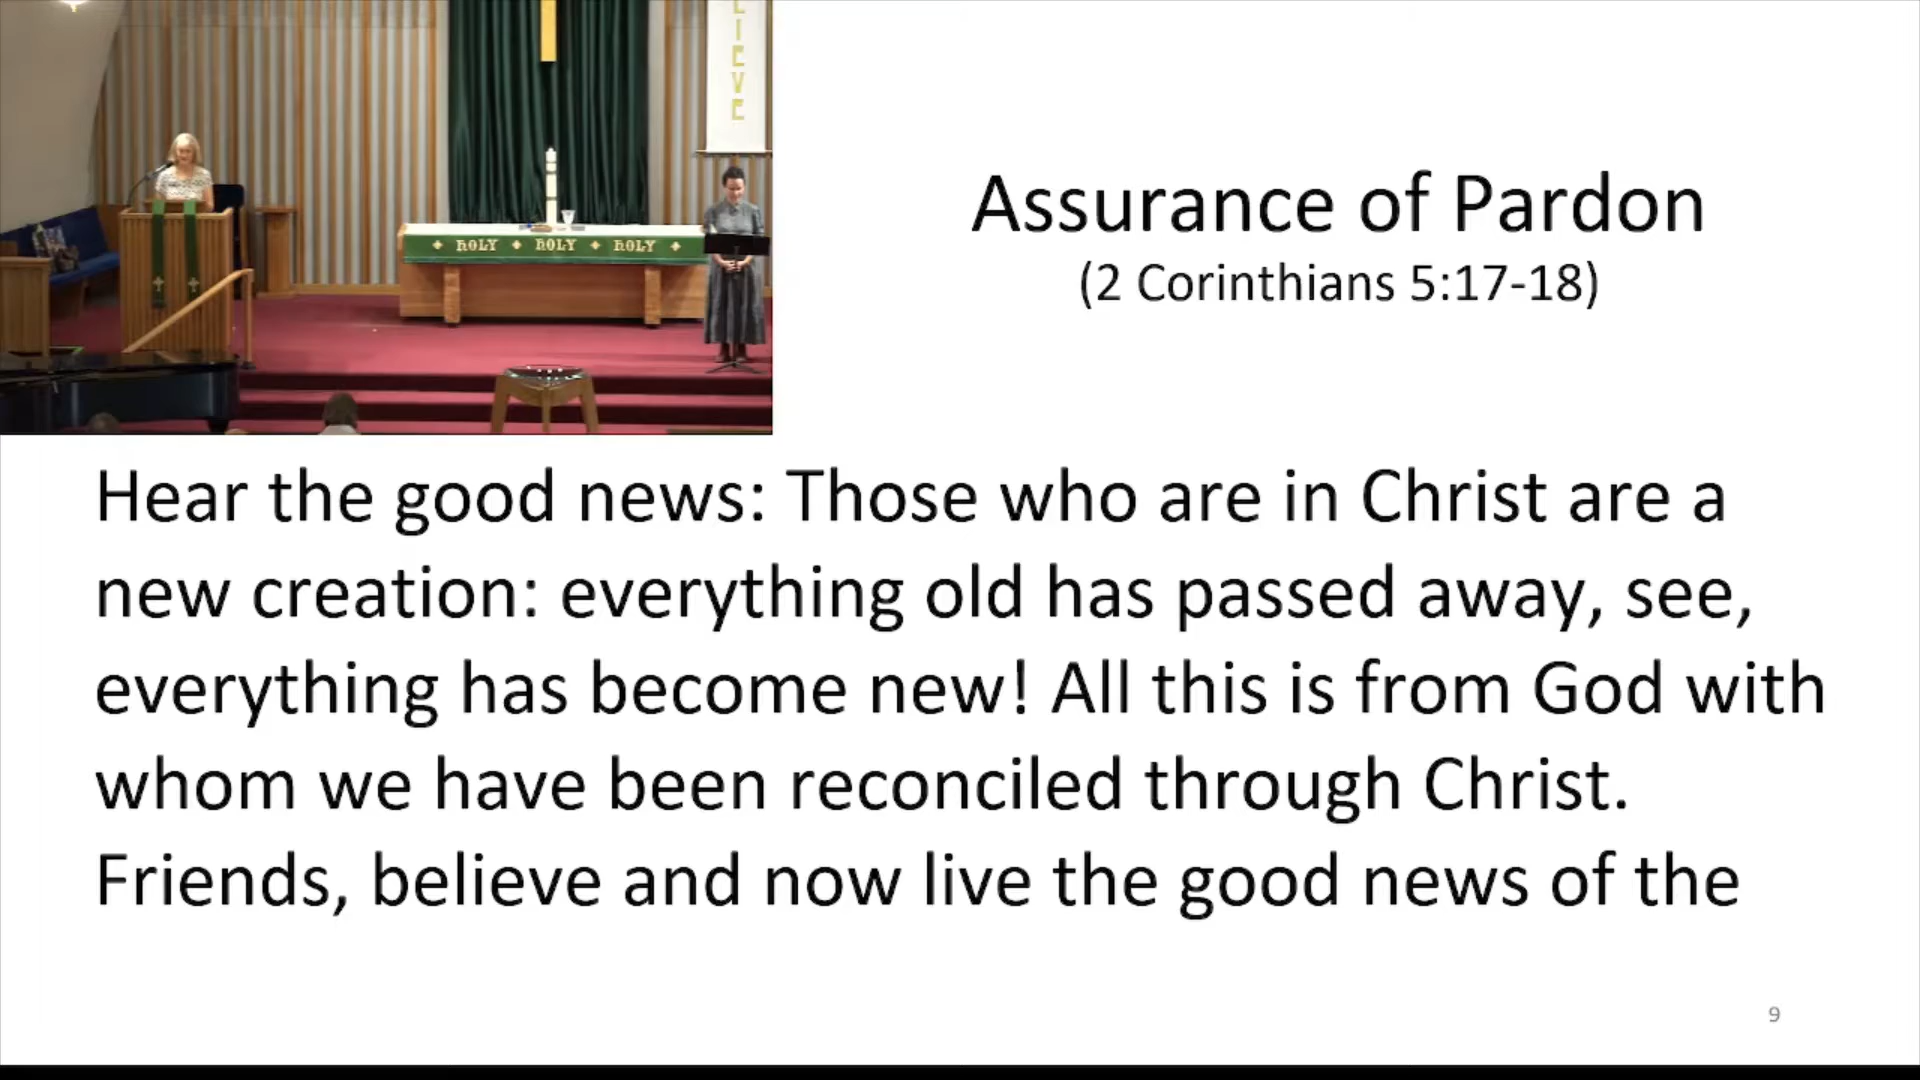 LIEVE
HOLY HOLY HOLY
Assurance of Pardon
(2 Corinthians 5:17-18)
Hear the good news: Those who are in Christ are a
new creation: everything old has passed away, see,
everything has become new! All this is from God with
whom we have been reconciled through Christ.
Friends, believe and now live the good news of the
9